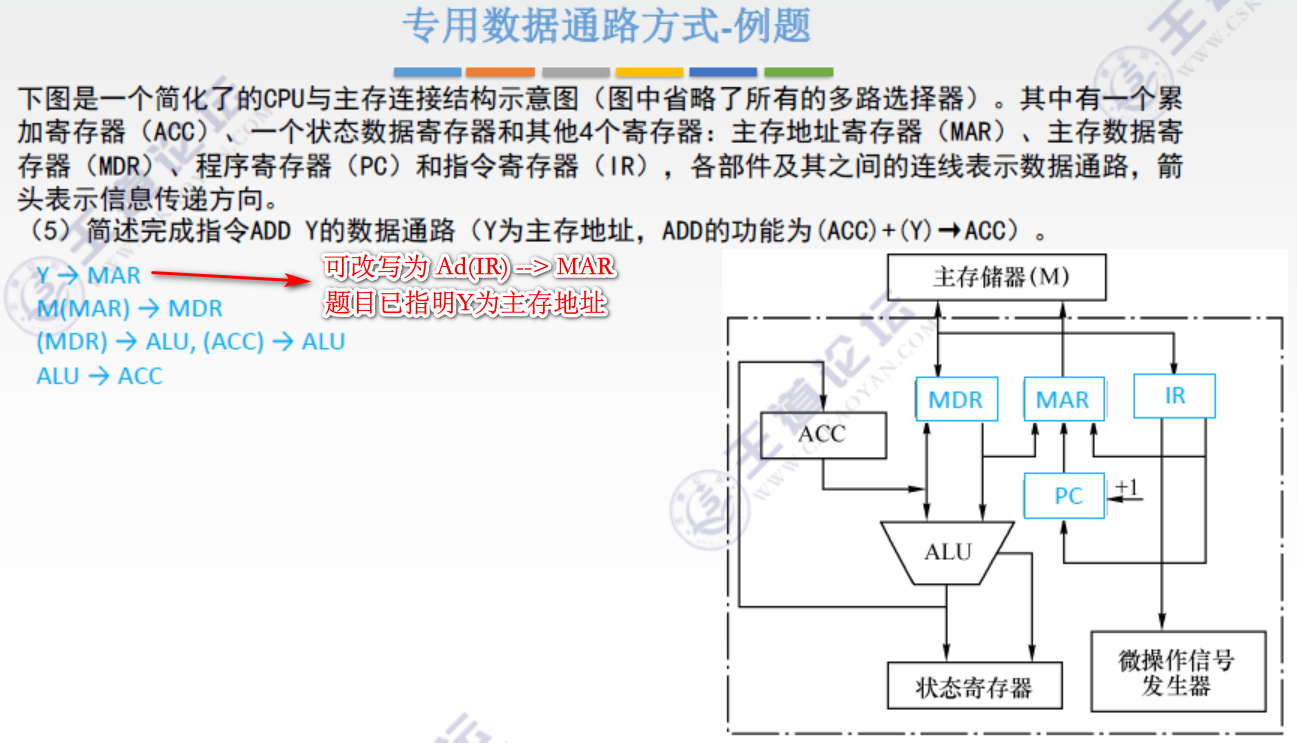 专用数据通路方式-例题
下图是一个简化了的CPU与主存连接结构示意图（图中省略了所有的多路选择器）。其中有一个累
加寄存器（ACC）、一个状态数据寄存器和其他4个寄存器：主存地址寄存器（MAR）、主存数据寄
存器（MDR）、程序寄存器（PC）和指令寄存器（IR），各部件及其之间的连线表示数据通路，箭
头表示信息传递方向。
（5）简述完成指令ADD Y的数据通路（Y为主存地址，ADD的功能为(ACC)+(Y)→ACC）。
Y → MAR
可改写为 Ad(IR) --> MAR
题目已指明Y为主存地址
M(MAR) → MDR
(MDR) → ALU, (ACC) → ALU
ALU → ACC
主存储器(M)
MDR
MAR
IR
ACC
PC
+1
ALU
状态寄存器
微操作信号
发生器
王道论坛
WWW.CSKAOYAN.COM